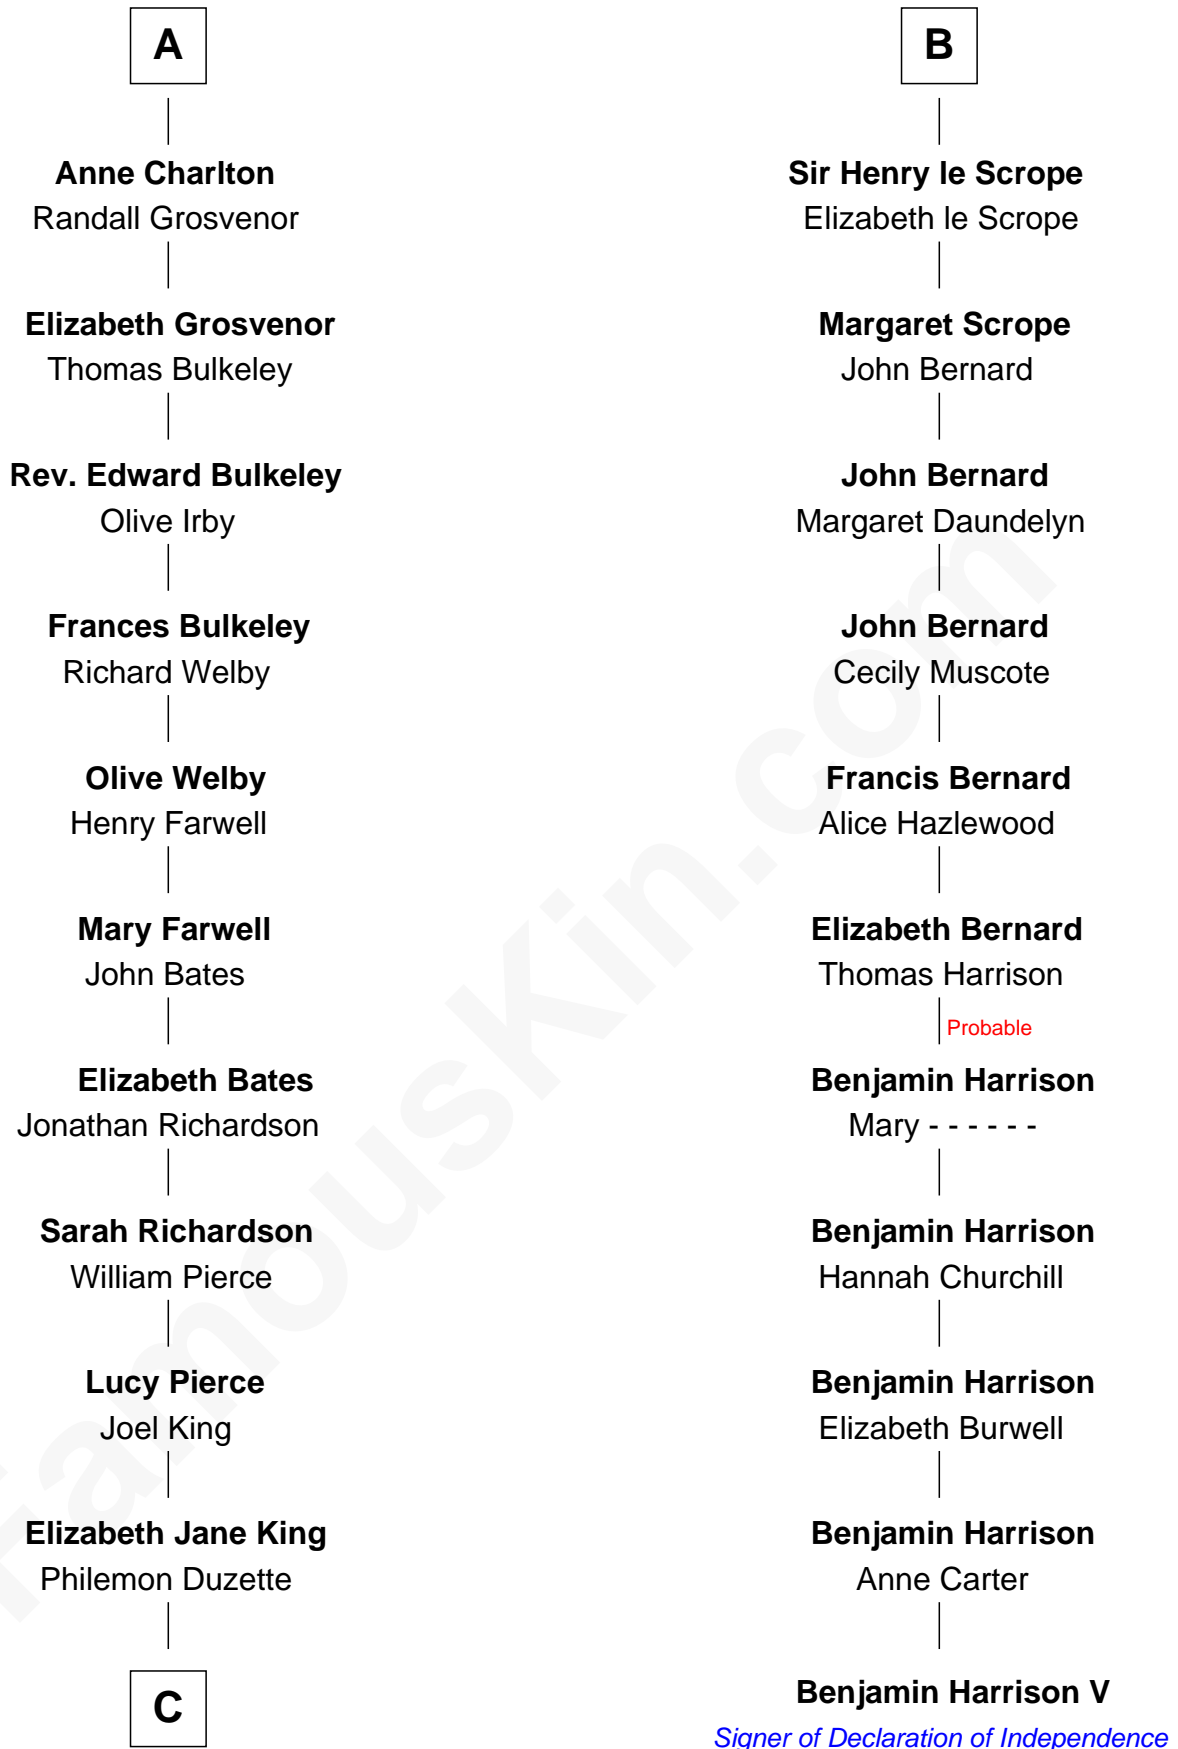 A
Anne Charlton
Randall Grosvenor
Elizabeth Grosvenor
Thomas Bulkeley
Rev. Edward Bulkeley
Olive Irby
Frances Bulkeley
Richard Welby
Olive Welby
Henry Farwell
Mary Farwell
John Bates
Elizabeth Bates
Jonathan Richardson
Sarah Richardson
William Pierce
Lucy Pierce
Joel King
Elizabeth Jane King
Philemon Duzette
C
B
Sir Henry le Scrope
Elizabeth le Scrope
Margaret Scrope
John Bernard
John Bernard
Margaret Daundelyn
John Bernard
Cecily Muscote
Francis Bernard
Alice Hazlewood
Elizabeth Bernard
Thomas Harrison
Probable
Benjamin Harrison
Mary - - - - - -
Benjamin Harrison
Hannah Churchill
Benjamin Harrison
Elizabeth Burwell
Benjamin Harrison
Anne Carter
Benjamin Harrison V
Signer of Declaration of Independence
FamousKin.com